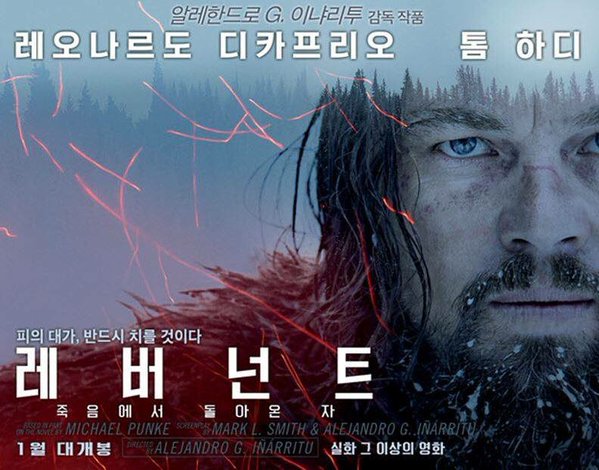 알레한드로 G. 이냐리투 감독 작품
레오나르도 디카프리오 톰 하디
피의 대가, 반드시 치를 것이다
레버넌트
죽음에서 돌아온 자
BASED IN PART ON THE NOVEL BY MICHAEL PUNKE SCREENPLAY BY MARK L. SMITH & ALEJANDRO G. IÑÁRRITU
1월 대개봉 DIRECTED BY ALEJANDRO G. IÑÁRRITU 실화 그 이상의 영화